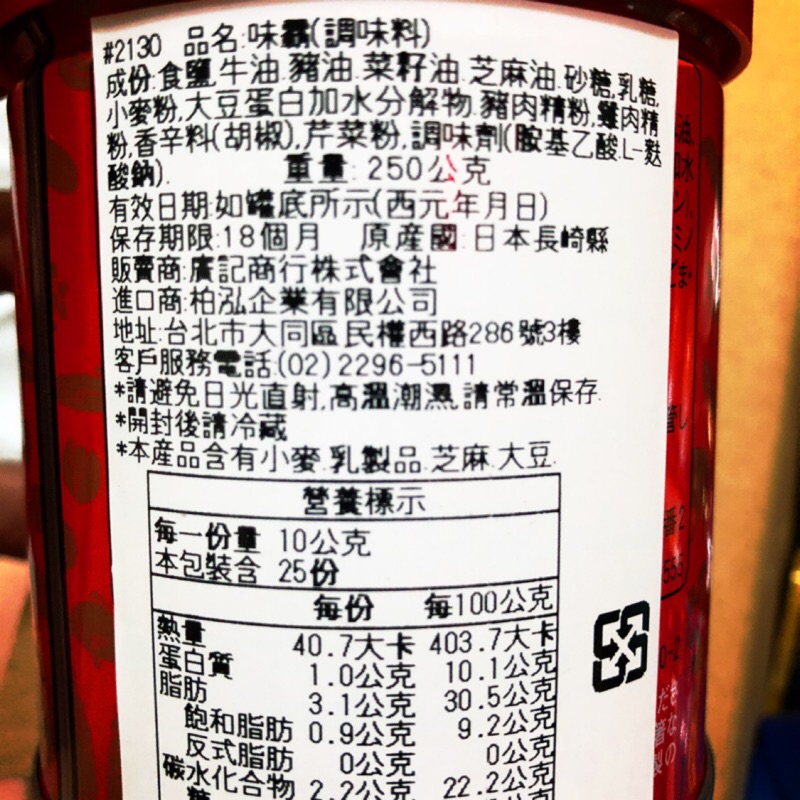 #2130 品名:味霸(調味料)
成份:食鹽,牛油.豬油.菜籽油.芝麻油.砂糖,乳糖,
小麥粉,大豆蛋白加水分解物.豬肉精粉,雞肉精
粉,香辛料(胡椒),芹菜粉,調味劑(胺基乙酸.L-麩
酸鈉). 重量:250公克
有效日期:如罐底所示(西元年月日)
保存期限:18個月 原產國:日本長崎縣
販賣商:廣記商行株式會社
進口商:柏泓企業有限公司
地址:台北市大同區民權西路286號3樓
客戶服務電話:(02)2296-5111
*請避免日光直射,高溫潮濕,請常溫保存.
*開封後請冷藏
*本產品含有小麥.乳製品.芝麻.大豆.
營養標示
每一份量 10公克
本包裝含 25份
每份 每100公克
熱量 40.7大卡 403.7大卡
蛋白質 1.0公克 10.1公克
脂肪 3.1公克 30.5公克
飽和脂肪 0.9公克 9.2公克
反式脂肪 0公克 0公克
碳水化合物 2.2公克 22.2公克